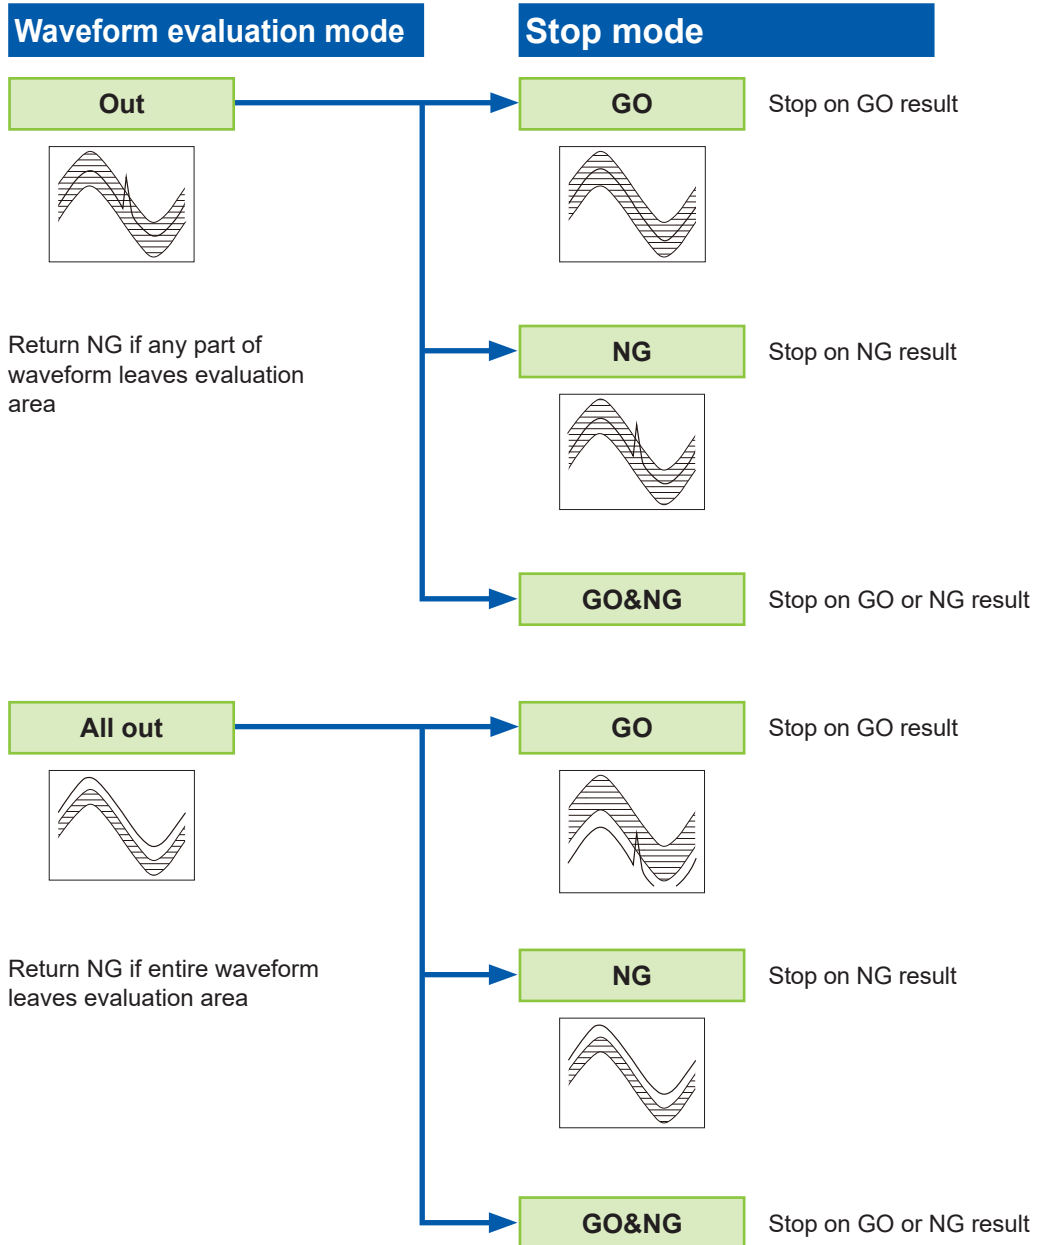 Waveform evaluation mode
Stop mode
Out
GO
Stop on GO result
Return NG if any part of
waveform leaves evaluation
area
NG
Stop on NG result
GO&NG
Stop on GO or NG result
All out
GO
Stop on GO result
Return NG if entire waveform
leaves evaluation area
NG
Stop on NG result
GO&NG
Stop on GO or NG result